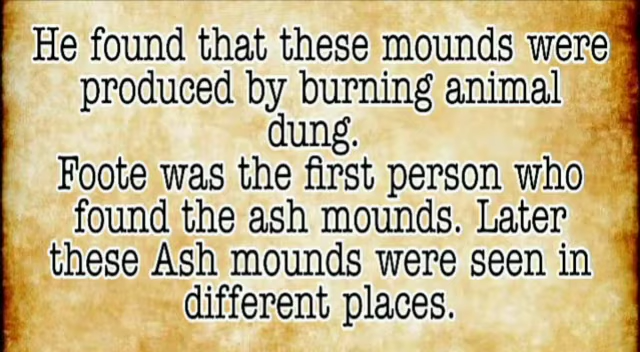 He found that these mounds were
produced by burning animal
dung.
Foote was the first person who
found the ash mounds. Later
these Ash mounds were seen in
different places.